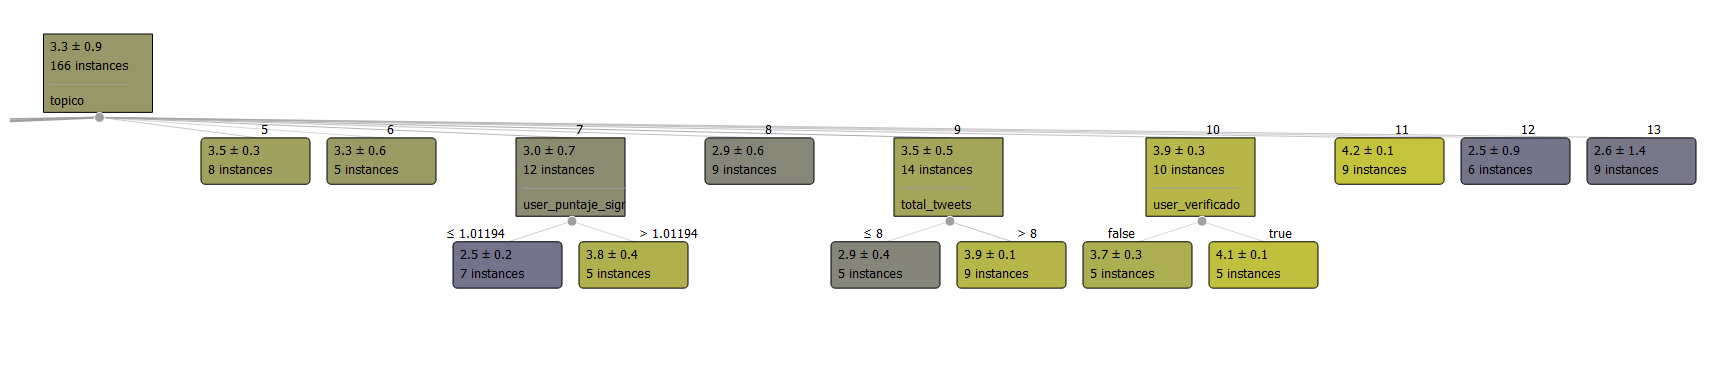 3.3 ± 0.9
166 instances
topico
5
3.5 ± 0.3
8 instances
6
3.3 ± 0.6
5 instances
7
3.0 ± 0.7
12 instances
user_puntaje_sigr
≤ 1.01194
2.5 ± 0.2
7 instances
> 1.01194
3.8 ± 0.4
5 instances
8
2.9 ± 0.6
9 instances
9
3.5 ± 0.5
14 instances
total_tweets
≤ 8
2.9 ± 0.4
5 instances
> 8
3.9 ± 0.1
9 instances
10
3.9 ± 0.3
10 instances
user_verificado
false
3.7 ± 0.3
5 instances
true
4.1 ± 0.1
5 instances
11
4.2 ± 0.1
9 instances
12
2.5 ± 0.9
6 instances
13
2.6 ± 1.4
9 instances